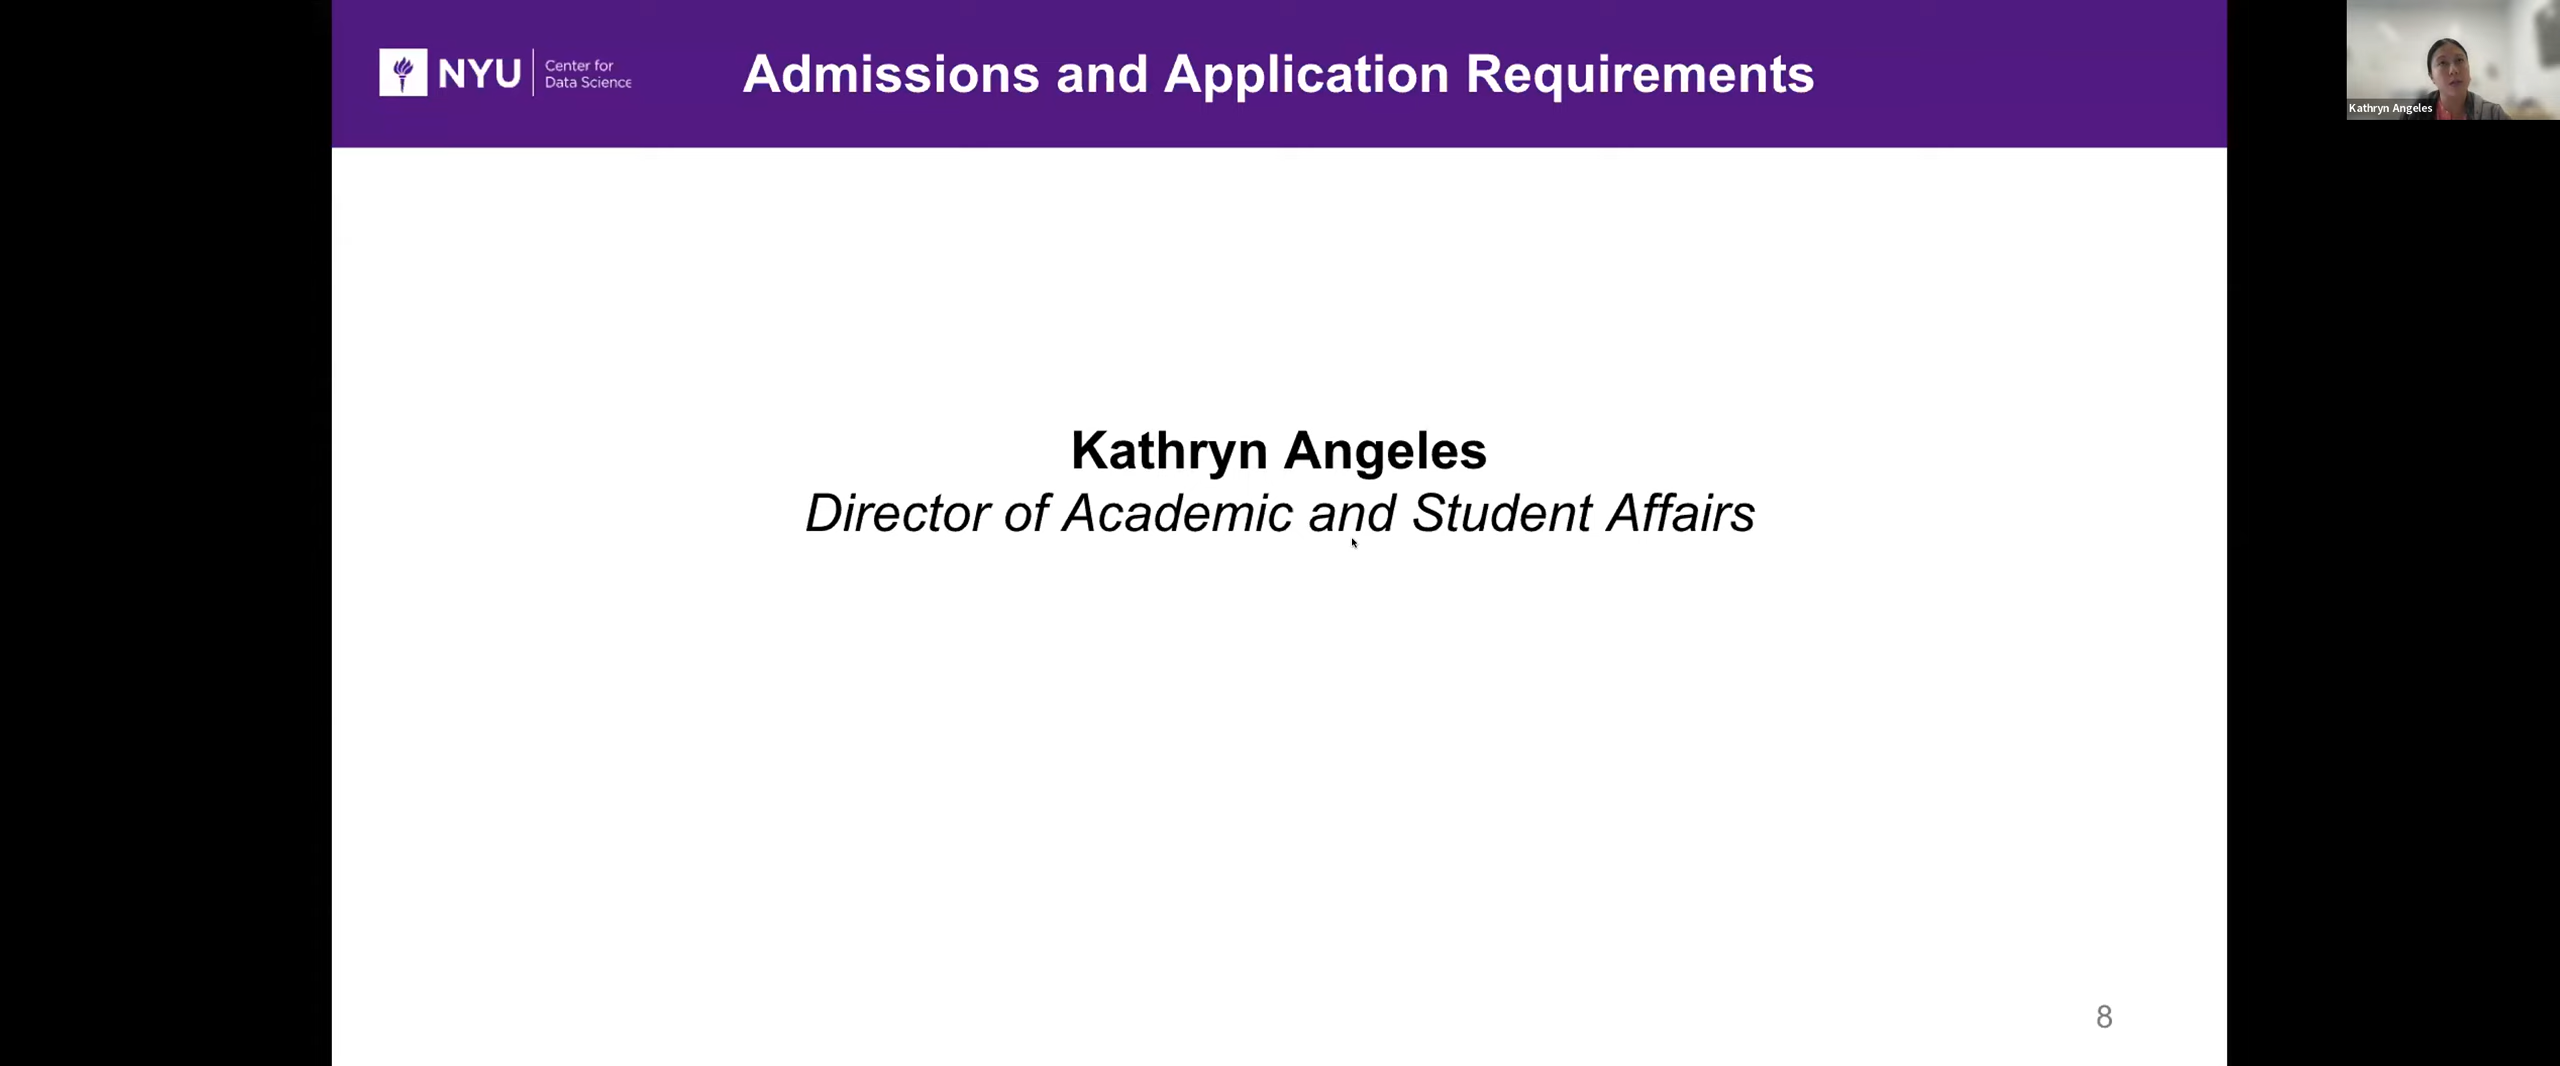 NYU
Center for
Data Science
Admissions and Application Requirements
Kathryn Angeles
Kathryn Angeles
Director of Academic and Student Affairs
8